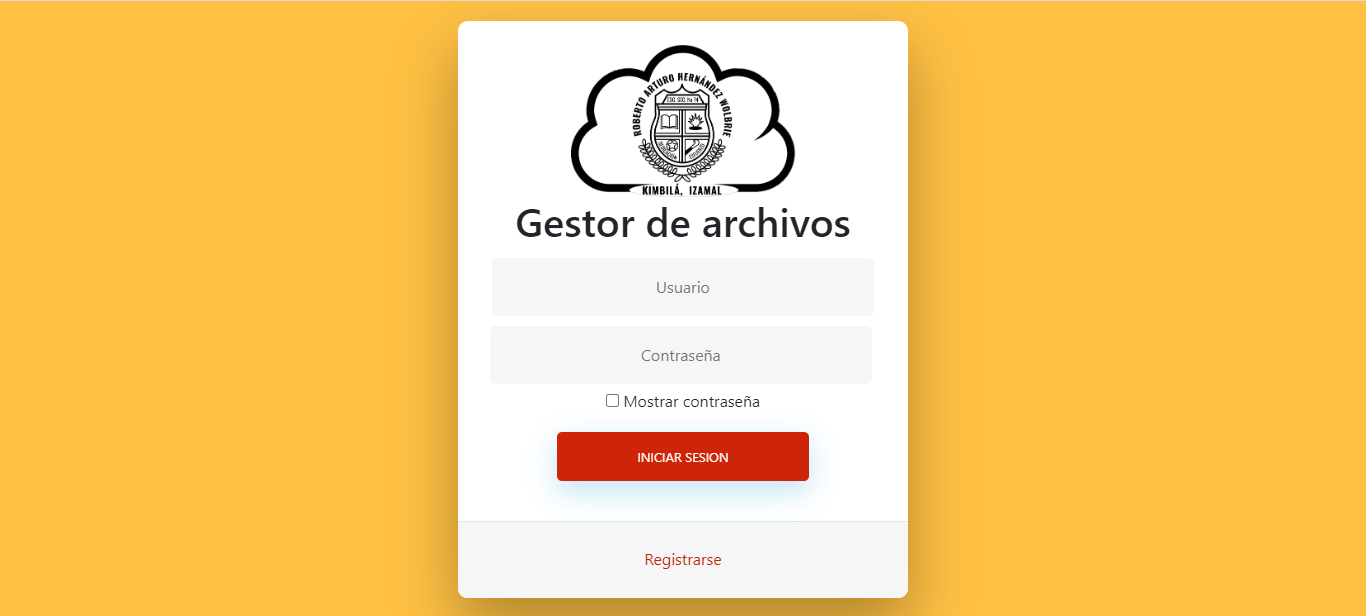 ROBERTO ARTURO HERNÁNDEZ WOLBRIE
ESC. SEC. No 74
KIMBILÁ, IZAMAL
Gestor de archivos
Usuario
Contraseña
Mostrar contraseña
INICIAR SESION
Registrarse